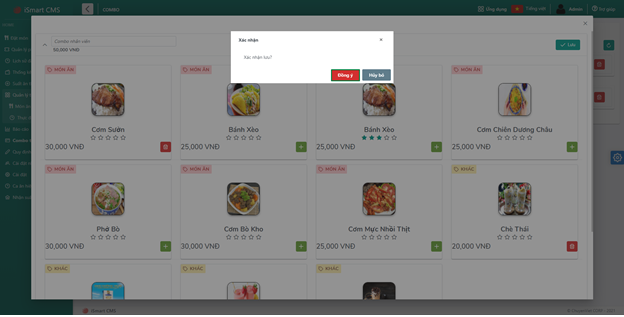 iSmart CMS
COMBO
Ứng dụng
Tiếng việt
Admin
Trợ giúp
Xác nhận
×
Xác nhận lưu?
Đồng ý
Hủy bỏ
Combo nhân viên
50,000 VNĐ
Lưu
MÓN ĂN
MÓN ĂN
MÓN ĂN
MÓN ĂN
Cơm Sườn
Bánh Xèo
Bánh Xèo
Cơm Chiên Dương Châu
30,000 VNĐ
25,000 VNĐ
25,000 VNĐ
25,000 VNĐ
MÓN ĂN
MÓN ĂN
MÓN ĂN
KHÁC
Phở Bò
Cơm Bò Kho
Cơm Mực Nhồi Thịt
Chè Thái
30,000 VNĐ
30,000 VNĐ
25,000 VNĐ
20,000 VNĐ
KHÁC
KHÁC
KHÁC
iSmart CMS